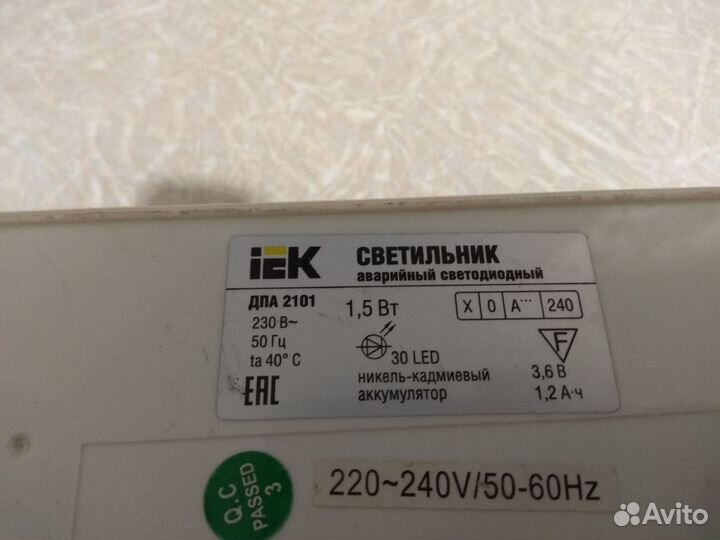 iEK
СВЕТИЛЬНИК
аварийный светодиодный
ДПА 2101
1,5 Вт
X 0 A*** 240
230 В~
50 Гц
ta 40° C
30 LED
F
никель-кадмиевый
аккумулятор
3,6 В
1,2 А·ч
EAC
Q.C
PASSED
3
220~240V/50-60Hz
Avito